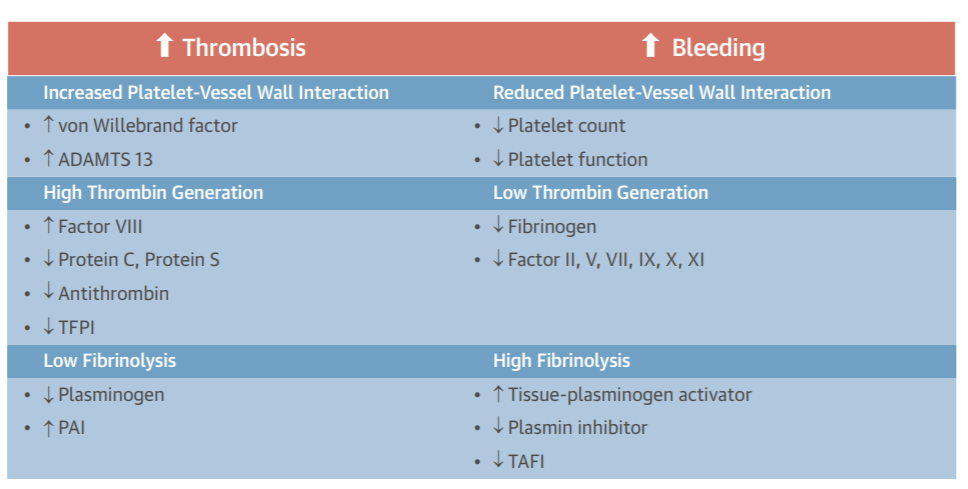 ↑ Thrombosis
↑ Bleeding
Increased Platelet-Vessel Wall Interaction
Reduced Platelet-Vessel Wall Interaction
• ↑ von Willebrand factor
• ↓ Platelet count
• ↑ ADAMTS 13
• ↓ Platelet function
High Thrombin Generation
Low Thrombin Generation
• ↑ Factor VIII
• ↓ Fibrinogen
• ↓ Protein C, Protein S
• ↓ Factor II, V, VII, IX, X, XI
• ↓ Antithrombin
• ↓ TFPI
Low Fibrinolysis
High Fibrinolysis
• ↓ Plasminogen
• ↑ Tissue-plasminogen activator
• ↑ PAI
• ↓ Plasmin inhibitor
• ↓ TAFI